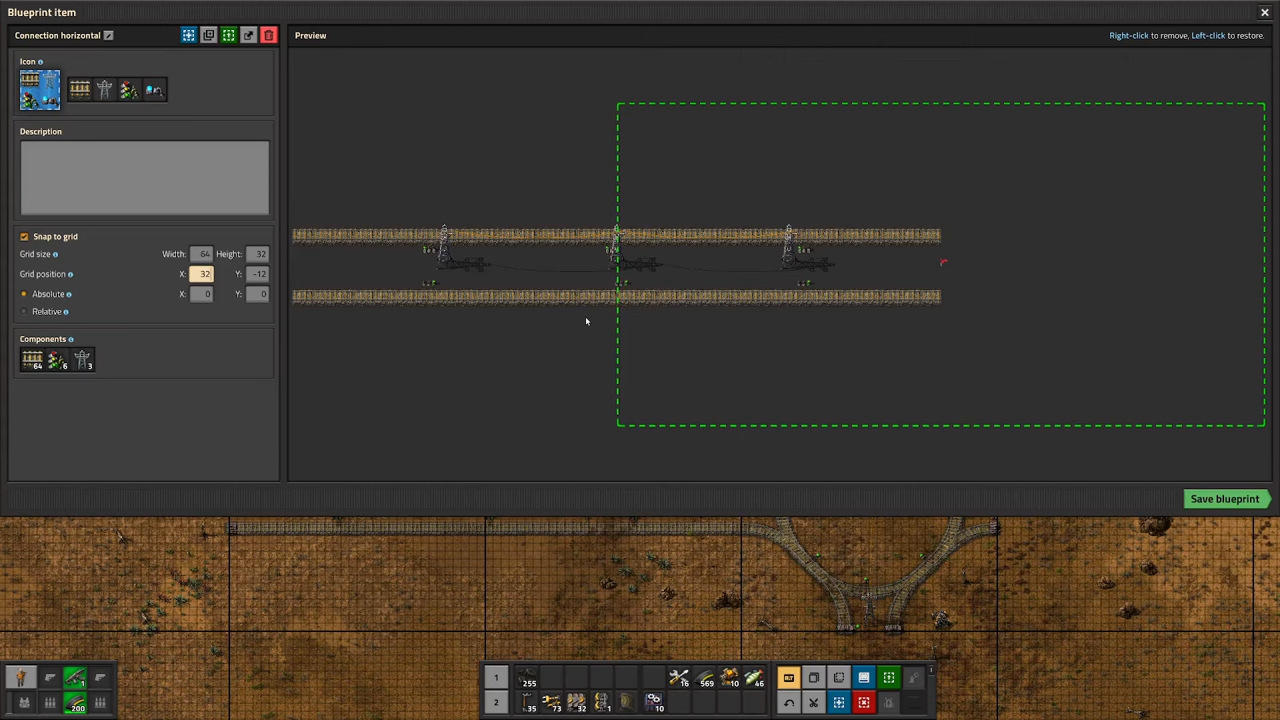 Blueprint item
Connection horizontal
Preview
Right-click to remove, Left-click to restore.
Icon
Description
Snap to grid
Grid size Width: 64 Height: 32
Grid position X: 32 Y: -12
Absolute X: 0 Y: 0
Relative
Components
64 6 3
Save blueprint
1 255 16 569 10 46 ALT
200 2 35 73 32 1 10